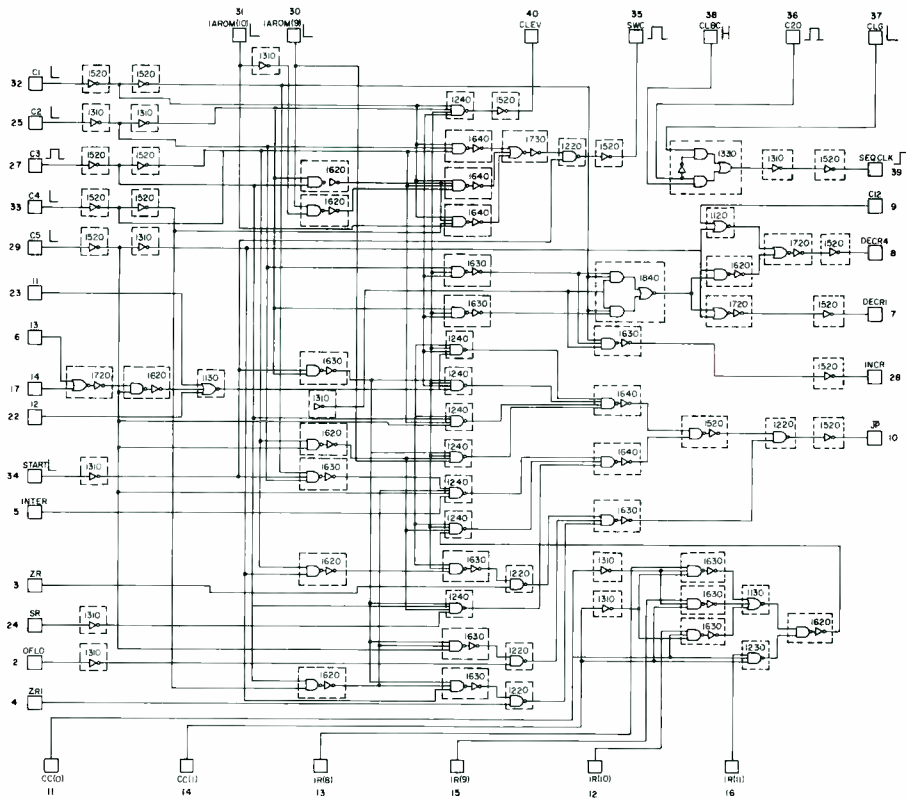 31 30 40 35 38 36 37
IAROM(10) IAROM(9) CLEV SWC CLBC C20 CLG
1310
32 C1 1520 1520
25 C2 1310 1310 1240 1520
27 C3 1520 1520 1640 1730 1220 1520 1330 1310 1520 SEQCLK 39
1620 1640
33 C4 1520 1520 1620 1640 C12 9
29 C5 1520 1310 1120 1720 1520 DECR4 8
1630 1840 1620
23 I1 1630 1720 1520 DECR1 7
6 I3 1240 1630
17 I4 1720 1620 1130 1630 1240 1520 INCR 28
22 I2 1310 1240 1640
1620 1240 1520 1220 1520 10
34 START 1310 1630 1240 1640
5 INTER 1240 1630
3 ZR 1620 1630 1220 1310 1630
24 SR 1310 1240 1310 1630 1130 1620
2 OFLO 1310 1630 1220 1630 1230
4 ZR1 1620 1630 1220
CC(0) CC(1) IR(8) IR(9) IR(10) IR(11)
11 14 13 15 12 16